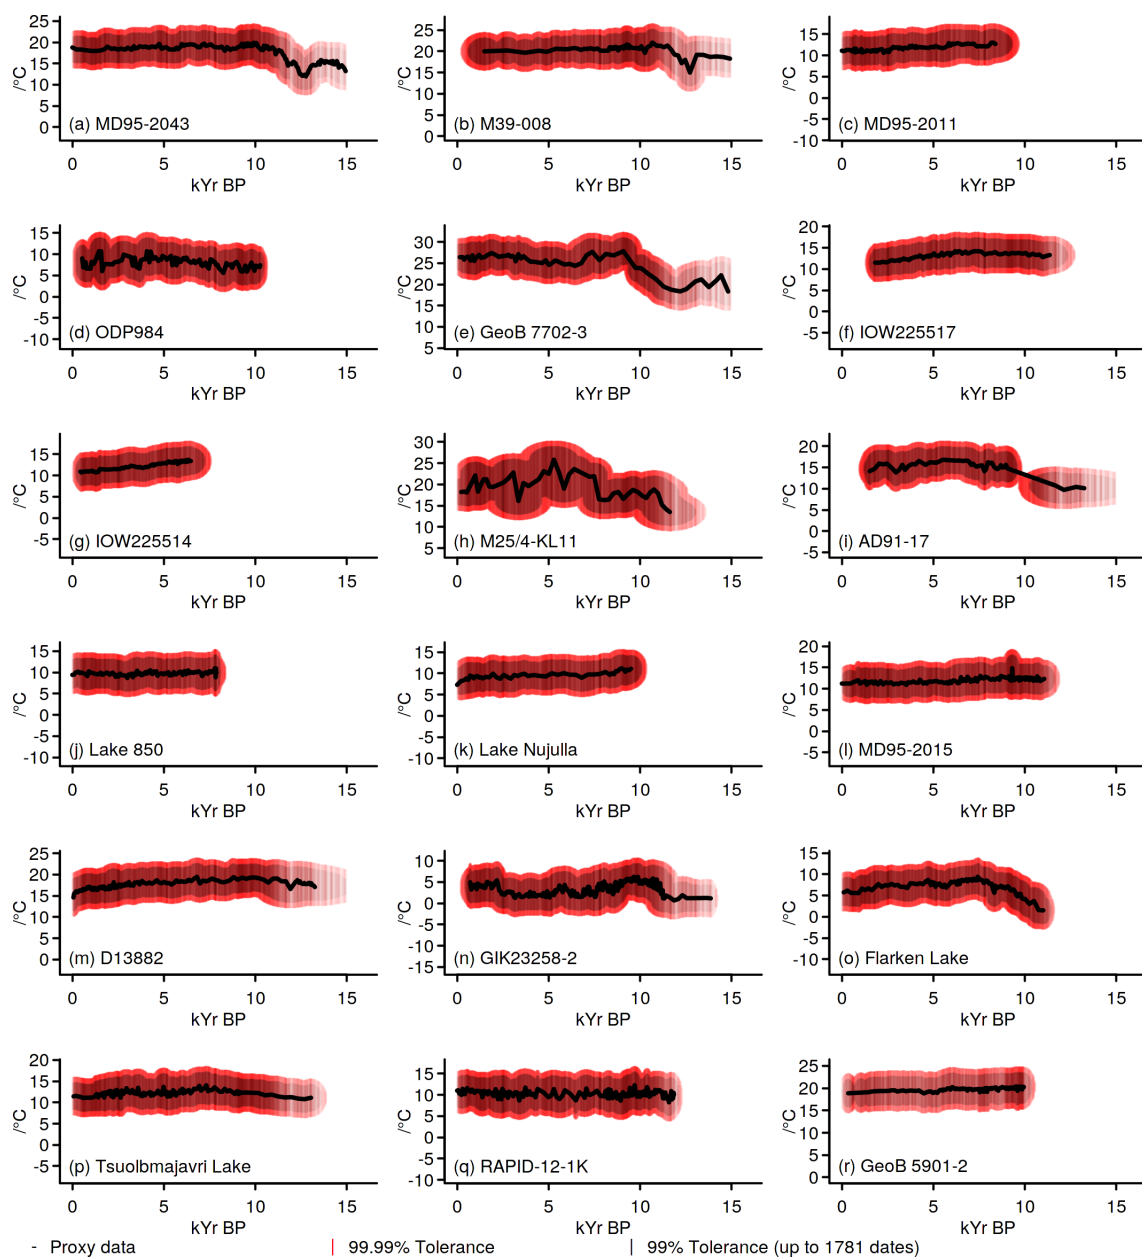 25
20
15
10
5
0
/°C
(a) MD95-2043
0 5 10 15
kYr BP
25
20
15
10
5
0
/°C
(b) M39-008
0 5 10 15
kYr BP
15
10
5
0
-5
-10
/°C
(c) MD95-2011
0 5 10 15
kYr BP
15
10
5
0
-5
-10
/°C
(d) ODP984
0 5 10 15
kYr BP
30
25
20
15
10
5
/°C
(e) GeoB 7702-3
0 5 10 15
kYr BP
20
15
10
5
0
-5
/°C
(f) IOW225517
0 5 10 15
kYr BP
15
10
5
0
-5
/°C
(g) IOW225514
0 5 10 15
kYr BP
30
25
20
15
10
5
/°C
(h) M25/4-KL11
0 5 10 15
kYr BP
20
15
10
5
0
-5
/°C
(i) AD91-17
0 5 10 15
kYr BP
15
10
5
0
-5
-10
/°C
(j) Lake 850
0 5 10 15
kYr BP
15
10
5
0
-5
-10
/°C
(k) Lake Nujulla
0 5 10 15
kYr BP
20
15
10
5
0
-5
/°C
(l) MD95-2015
0 5 10 15
kYr BP
25
20
15
10
5
0
/°C
(m) D13882
0 5 10 15
kYr BP
10
5
0
-5
-10
-15
/°C
(n) GIK23258-2
0 5 10 15
kYr BP
15
10
5
0
-5
-10
/°C
(o) Flarken Lake
0 5 10 15
kYr BP
20
15
10
5
0
-5
/°C
(p) Tsuolbmajavri Lake
0 5 10 15
kYr BP
15
10
5
0
-5
-10
/°C
(q) RAPID-12-1K
0 5 10 15
kYr BP
25
20
15
10
5
0
/°C
(r) GeoB 5901-2
0 5 10 15
kYr BP
- Proxy data | 99.99% Tolerance | 99% Tolerance (up to 1781 dates)